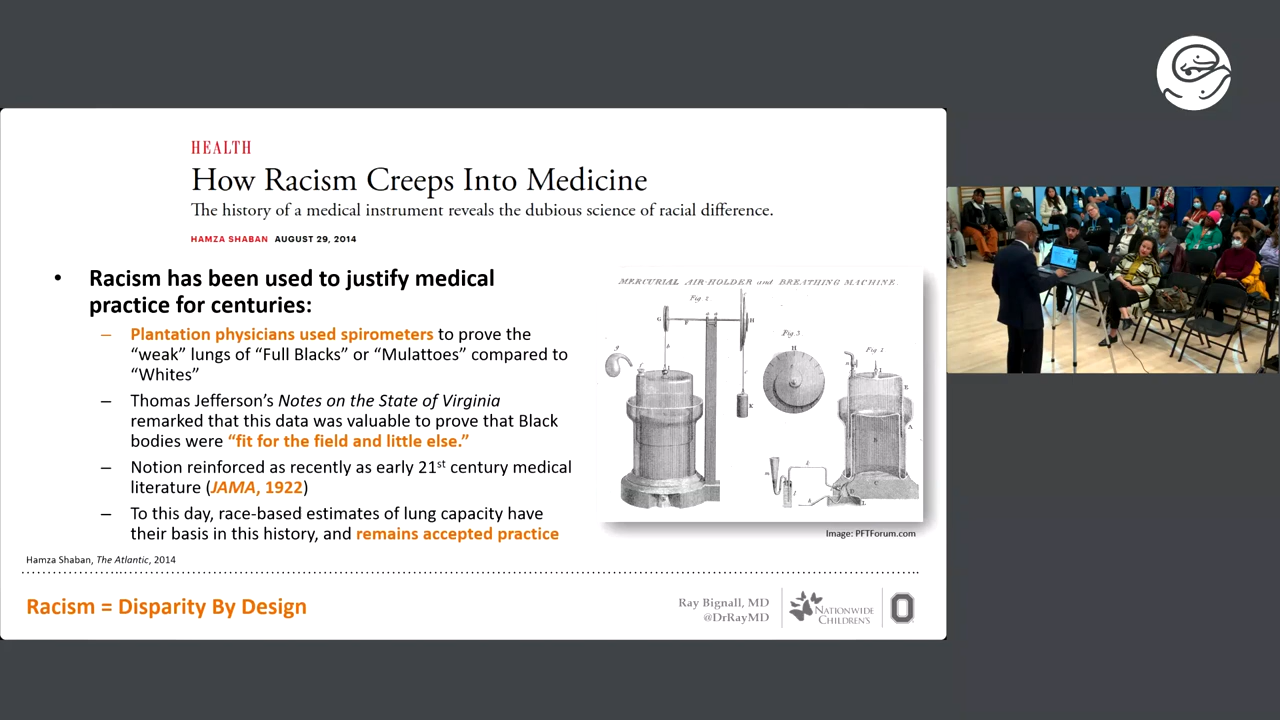 HEALTH
How Racism Creeps Into Medicine
The history of a medical instrument reveals the dubious science of racial difference.
HAMZA SHABAN AUGUST 29, 2014
• Racism has been used to justify medical
practice for centuries:
– Plantation physicians used spirometers to prove the
“weak” lungs of “Full Blacks” or “Mulattoes” compared to
“Whites”
– Thomas Jefferson’s Notes on the State of Virginia
remarked that this data was valuable to prove that Black
bodies were “fit for the field and little else.”
– Notion reinforced as recently as early 21st century medical
literature (JAMA, 1922)
– To this day, race-based estimates of lung capacity have
their basis in this history, and remains accepted practice
MERCURIAL AIR-HOLDER and BREATHING MACHINE.
Fig 2
G
H
K
Fig. 3
H
Fig 1
E
A
B
C
L
Image: PFTForum.com
Hamza Shaban, The Atlantic, 2014
Racism = Disparity By Design
Ray Bignall, MD
@DrRayMD
NATIONWIDE
CHILDREN'S